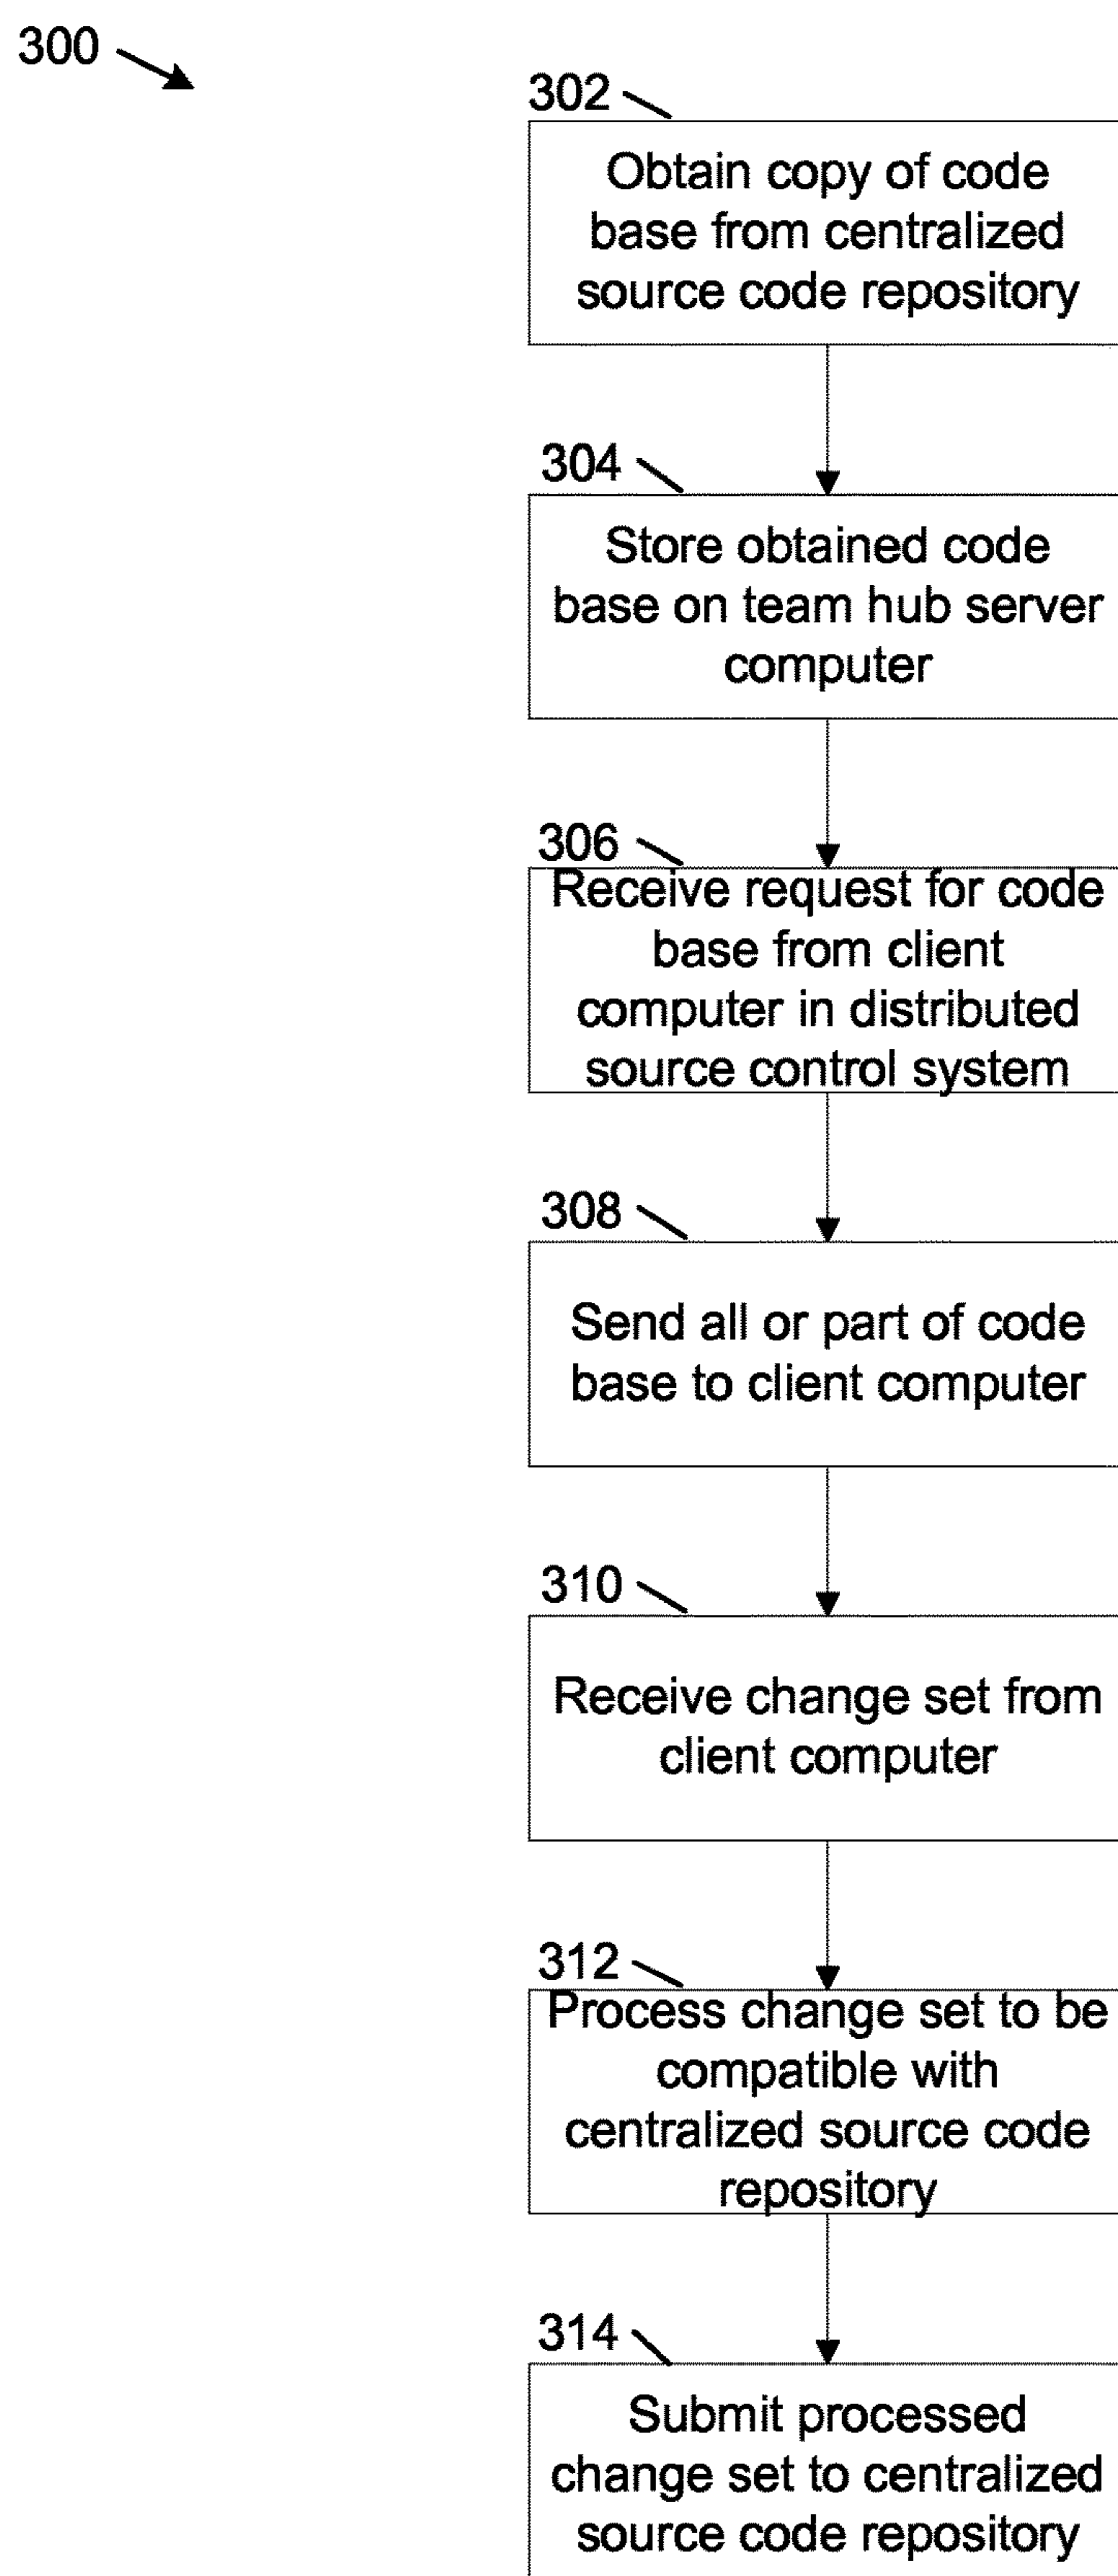 300
302
Obtain copy of code
base from centralized
source code repository
304
Store obtained code
base on team hub server
computer
306
Receive request for code
base from client
computer in distributed
source control system
308
Send all or part of code
base to client computer
310
Receive change set from
client computer
312
Process change set to be
compatible with
centralized source code
repository
314
Submit processed
change set to centralized
source code repository